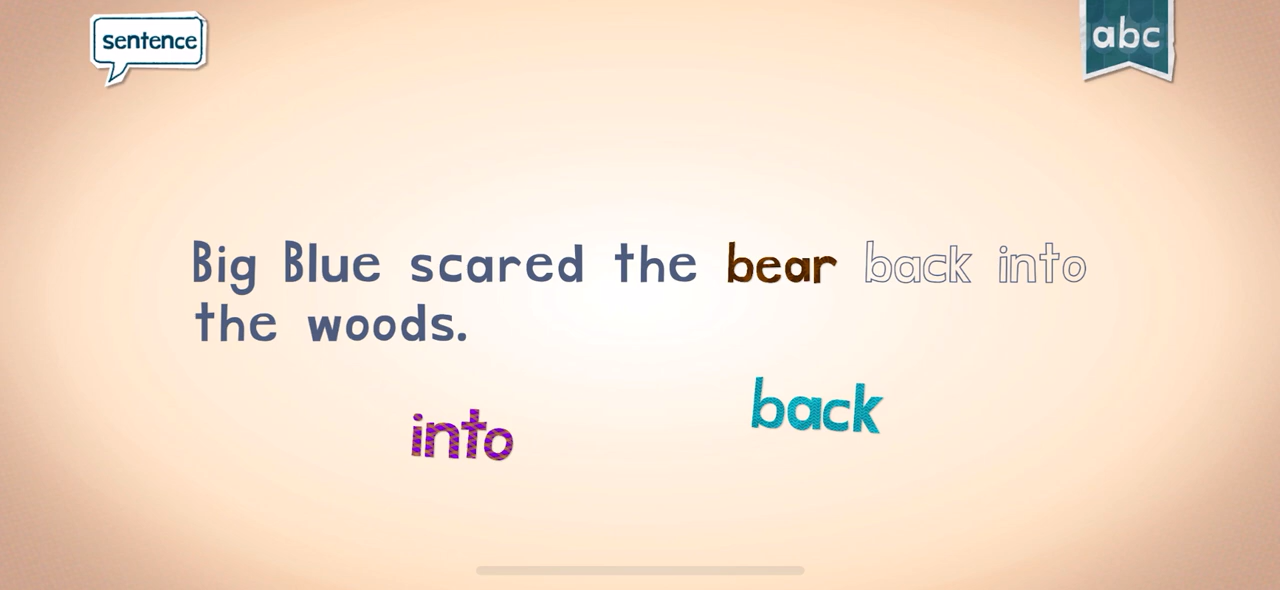 sentence
abc
Big Blue scared the bear back into
the woods.
into
back